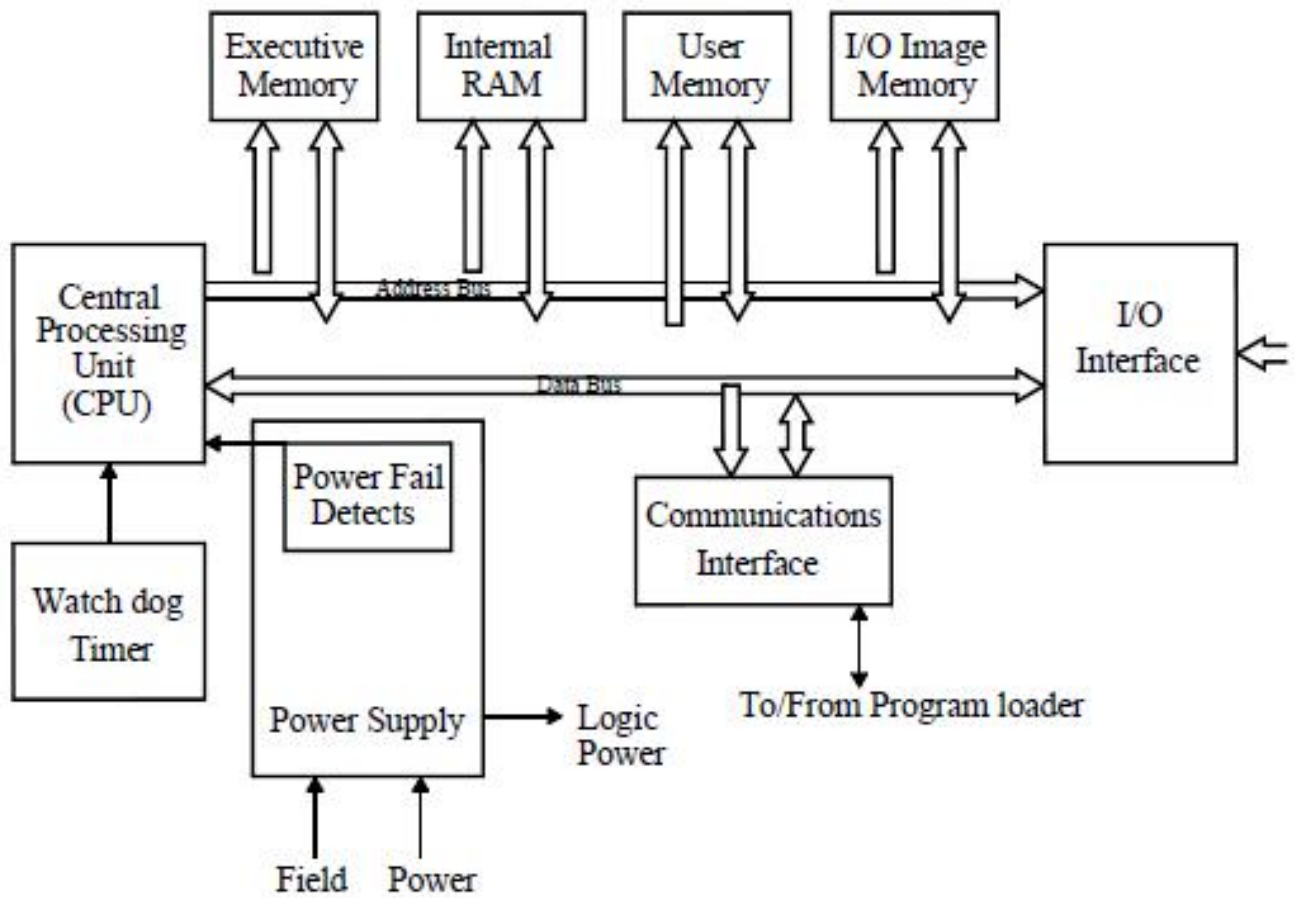 Executive
Memory
Internal
RAM
User
Memory
I/O Image
Memory
Central
Processing
Unit
(CPU)
Address Bus
I/O
Interface
Data Bus
Power Fail
Detects
Communications
Interface
Watch dog
Timer
To/From Program loader
Power Supply
Logic
Power
Field
Power